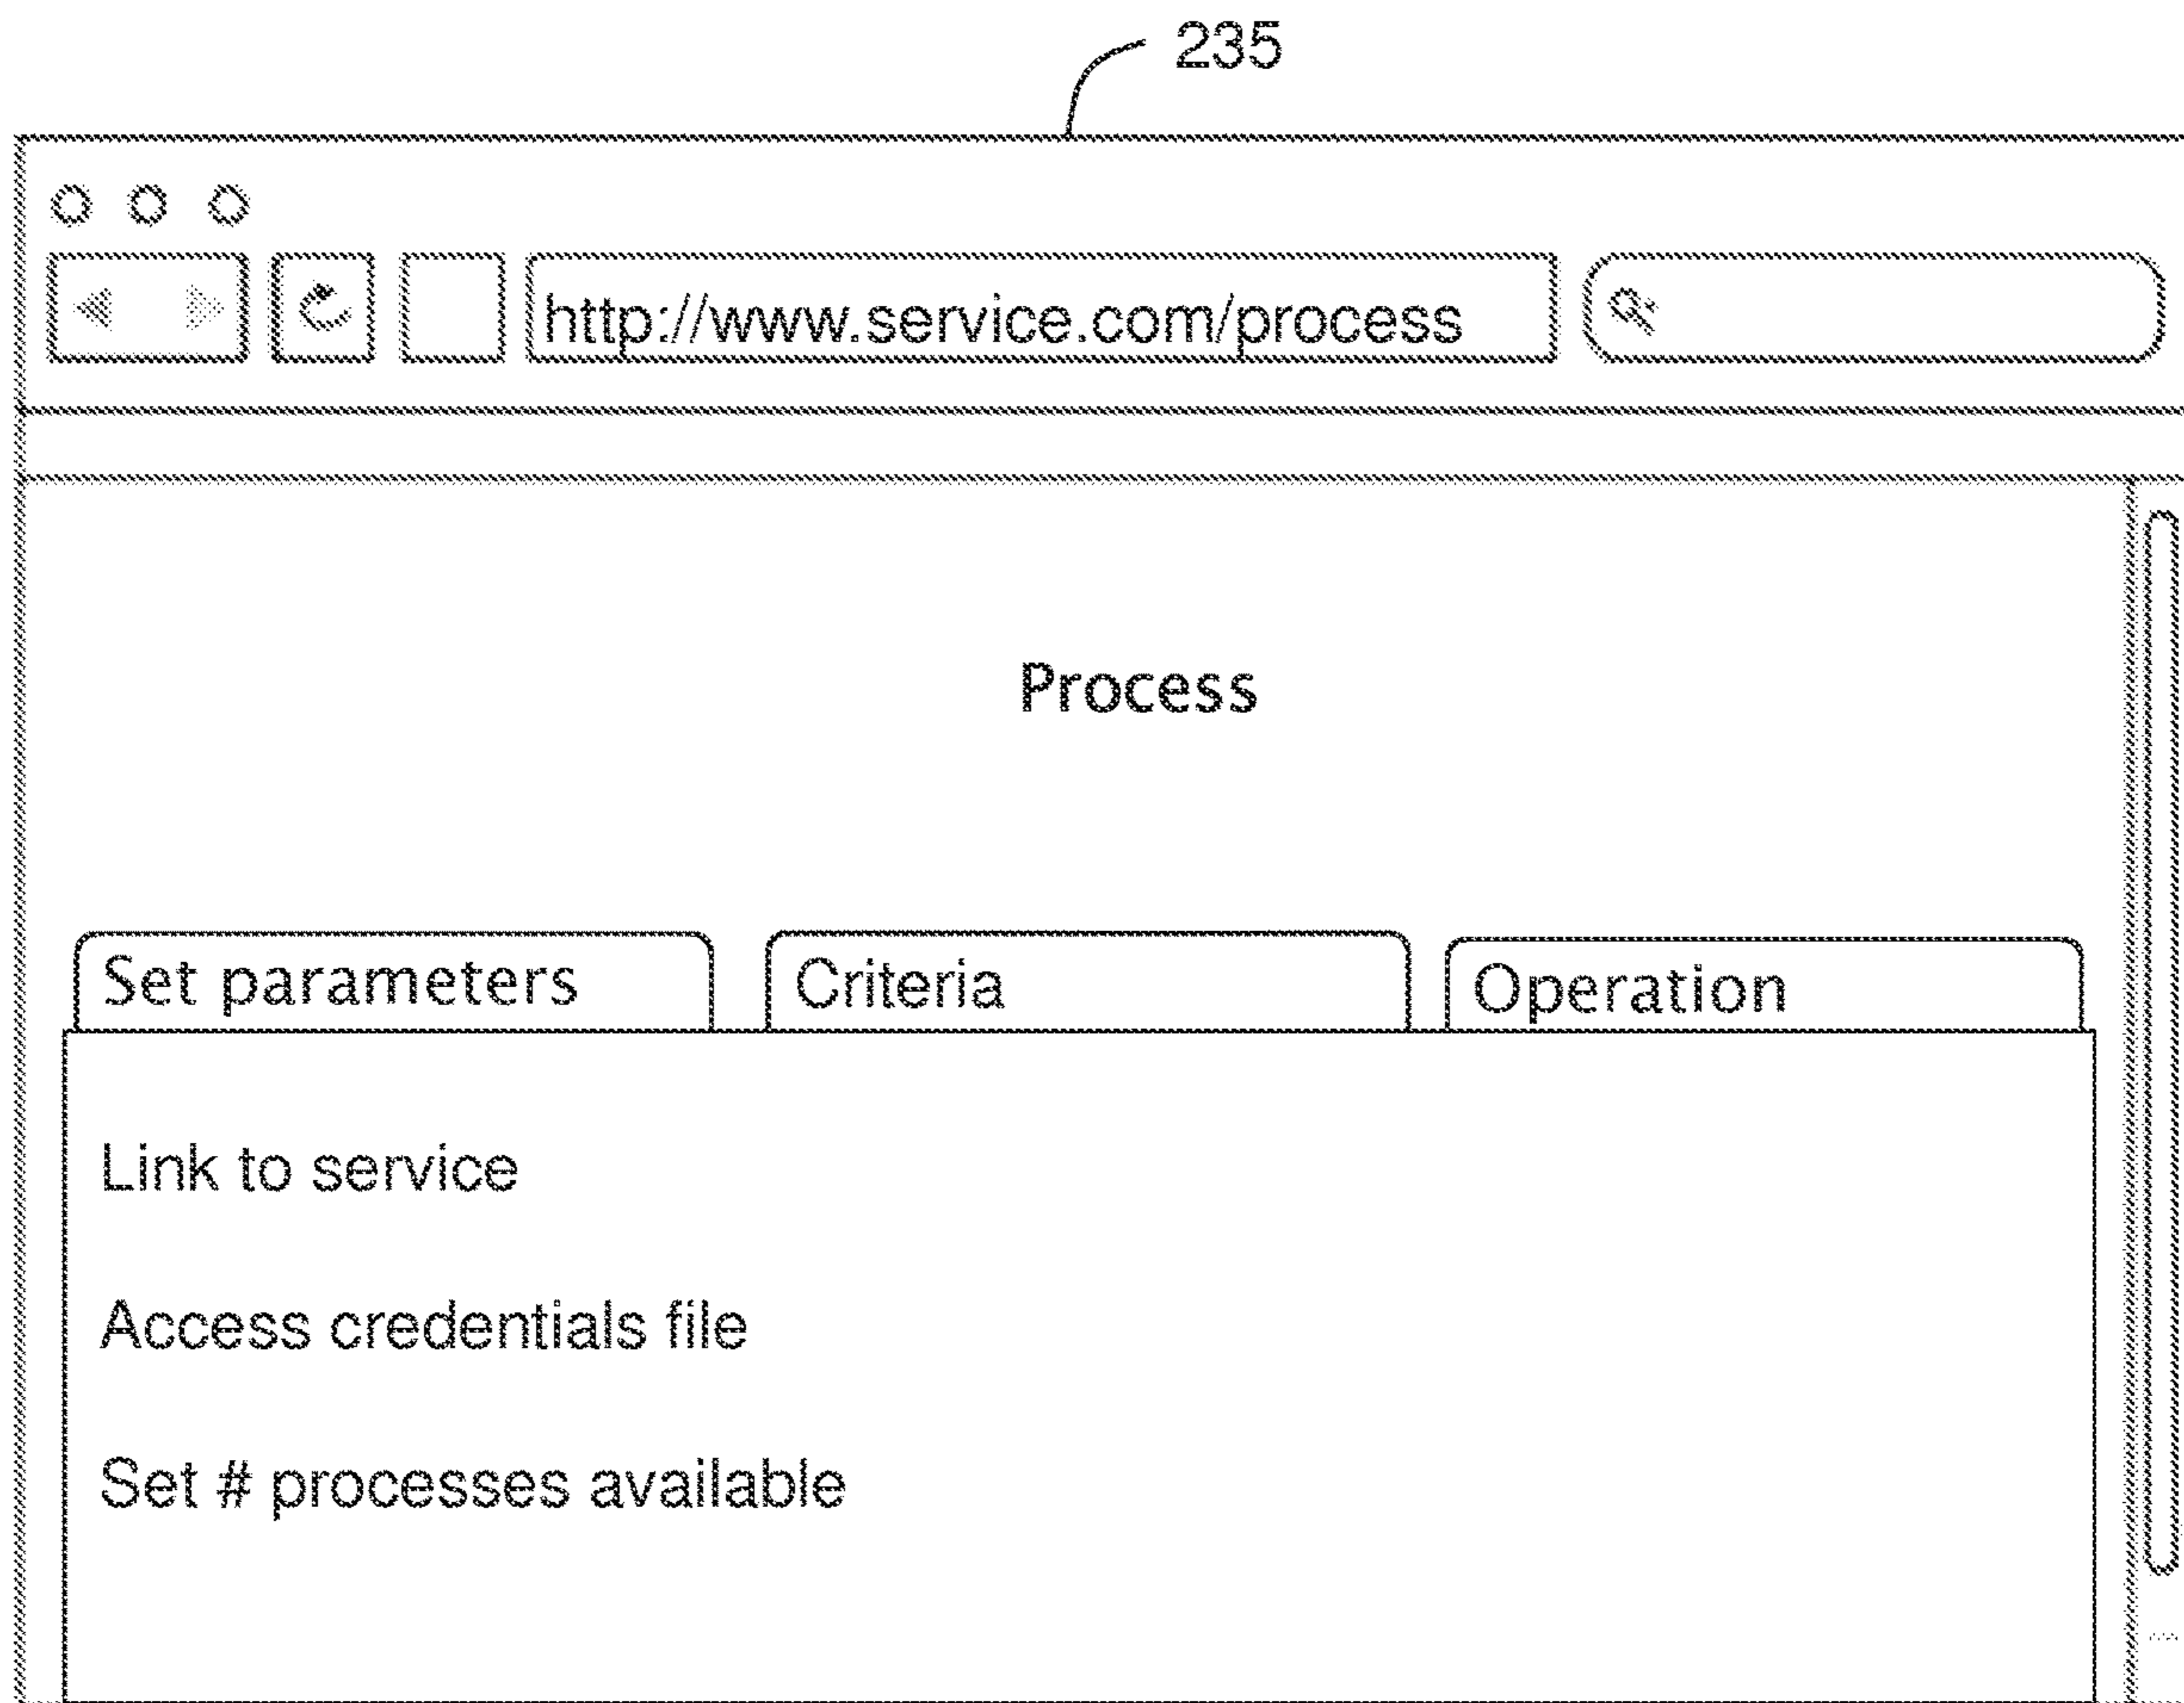 235
http://www.service.com/process
Process
Set parameters
Criteria
Operation
Link to service
Access credentials file
Set # processes available